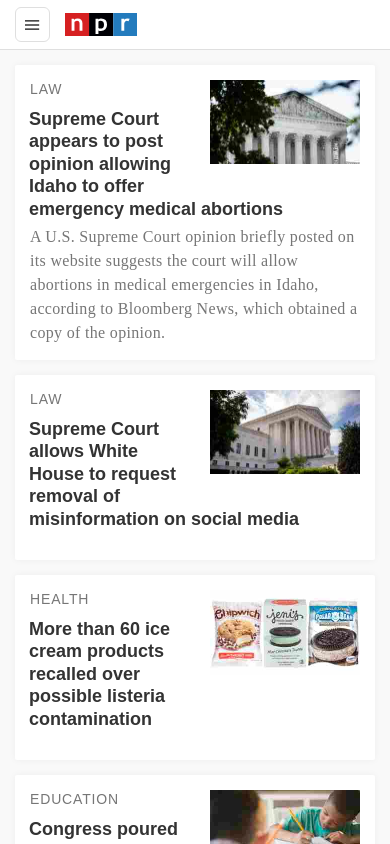 npr
LAW
Supreme Court
appears to post
opinion allowing
Idaho to offer
emergency medical abortions
A U.S. Supreme Court opinion briefly posted on
its website suggests the court will allow
abortions in medical emergencies in Idaho,
according to Bloomberg News, which obtained a
copy of the opinion.
LAW
Supreme Court
allows White
House to request
removal of
misinformation on social media
HEALTH
More than 60 ice
cream products
recalled over
possible listeria
contamination
Chipwich
jeni's
POLAR BEAR
EDUCATION
Congress poured